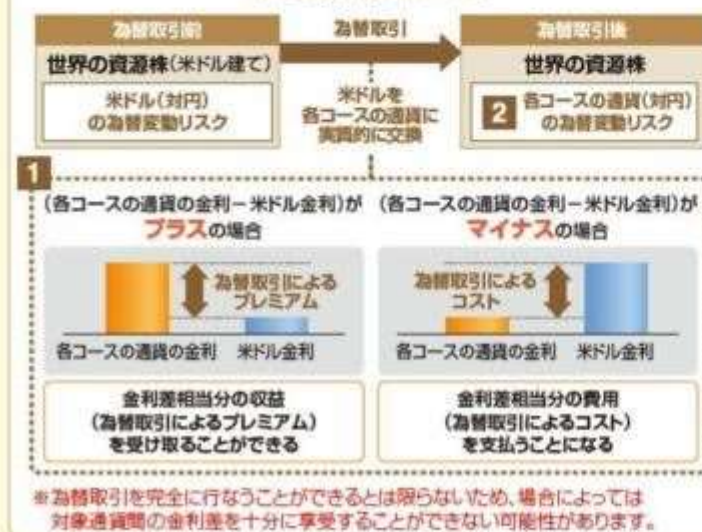 為替取引前
為替取引
為替取引後
世界の資源株(米ドル建て)
世界の資源株
米ドル(対円)
の為替変動リスク
米ドルを
各コースの通貨に
実質的に交換
2 各コースの通貨(対円)
の為替変動リスク
1
(各コースの通貨の金利-米ドル金利)が
プラスの場合
(各コースの通貨の金利-米ドル金利)が
マイナスの場合
為替取引による
プレミアム
為替取引による
コスト
各コースの通貨の金利 米ドル金利
各コースの通貨の金利 米ドル金利
金利差相当分の収益
(為替取引によるプレミアム)
を受け取ることができる
金利差相当分の費用
(為替取引によるコスト)
を支払うことになる
※為替取引を完全に行なうことができるとは限らないため、場合によっては
対象通貨間の金利差を十分に享受することができない可能性があります。